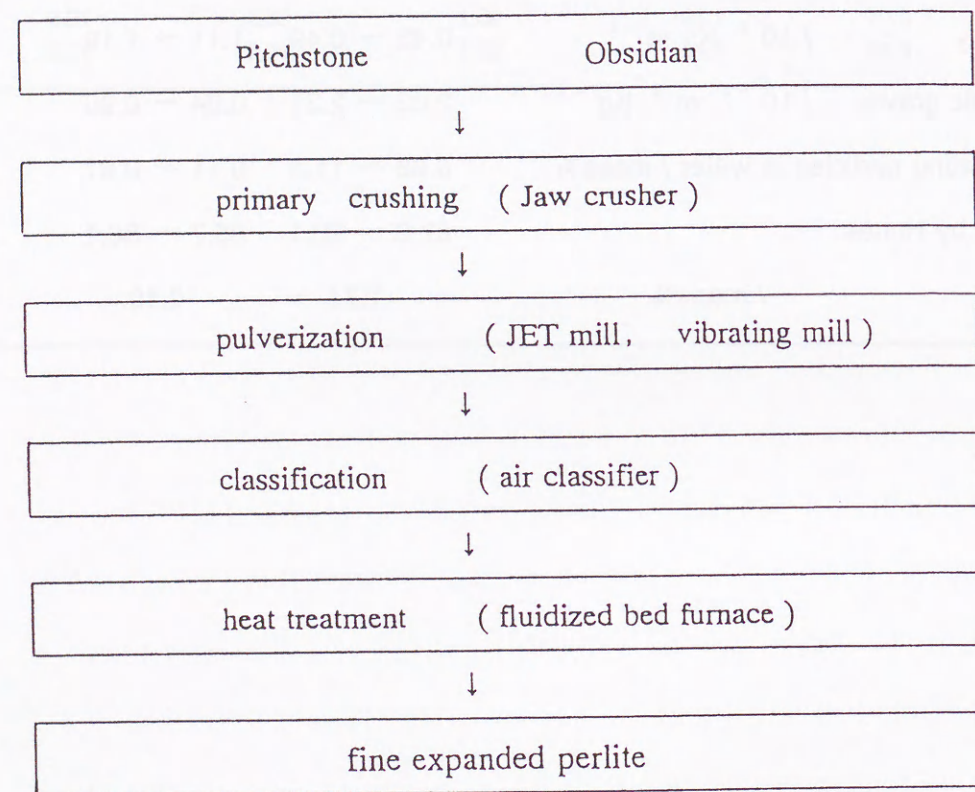 Pitchstone Obsidian
↓
primary crushing ( Jaw crusher )
↓
pulverization ( JET mill, vibrating mill )
↓
classification ( air classifier )
↓
heat treatment ( fluidized bed furnace )
↓
fine expanded perlite